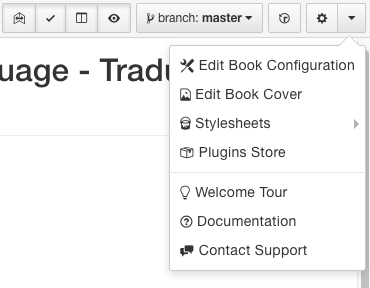 branch: master
uage - Tradu
Edit Book Configuration
Edit Book Cover
Stylesheets
Plugins Store
Welcome Tour
Documentation
Contact Support